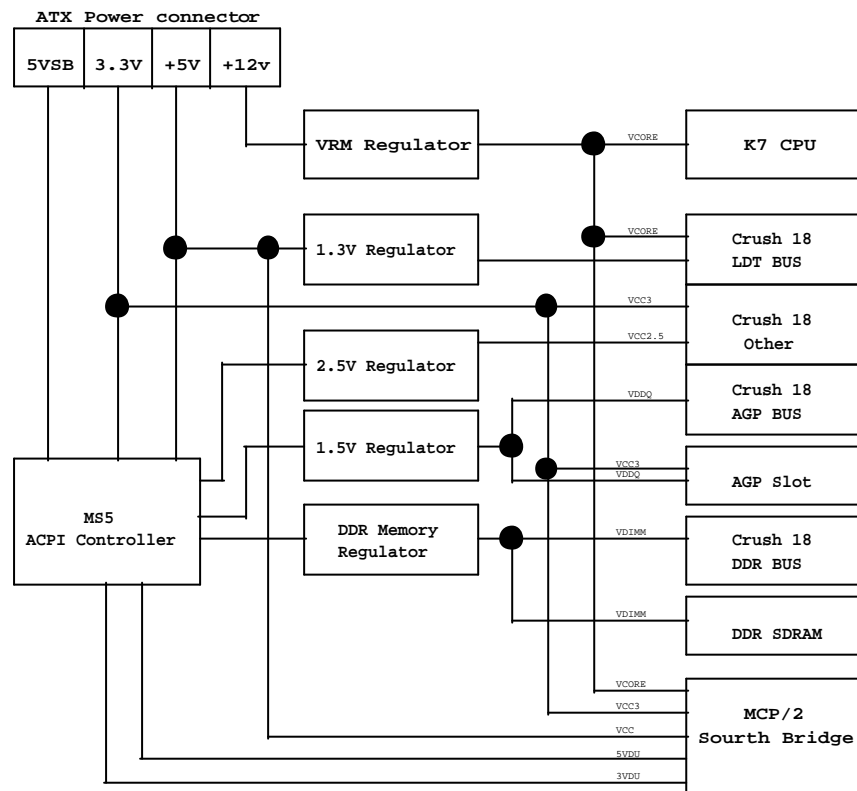 ATX Power connector
5VSB 3.3V +5V +12v
VRM Regulator
VCORE
K7 CPU
1.3V Regulator
VCORE
Crush 18
LDT BUS
VCC3
VCC2.5
Crush 18
Other
2.5V Regulator
VDDQ
Crush 18
AGP BUS
1.5V Regulator
VCC3
VDDQ
AGP Slot
MS5
ACPI Controller
DDR Memory
Regulator
VDIMM
Crush 18
DDR BUS
VDIMM
DDR SDRAM
VCORE
VCC3
VCC
5VDU
3VDU
MCP/2
Sourth Bridge